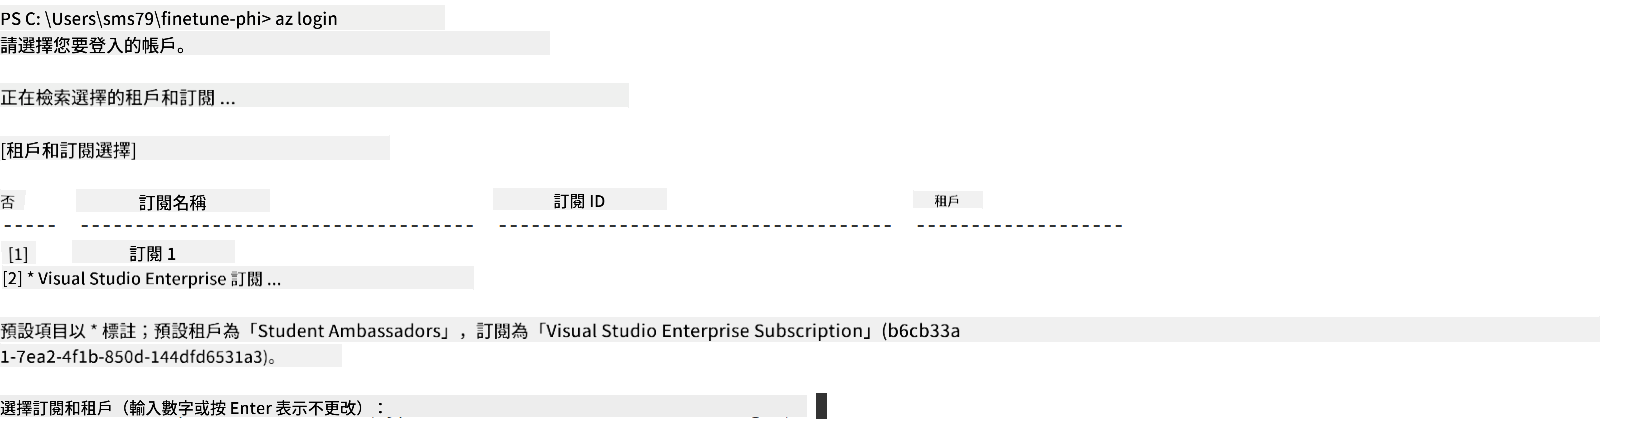 PS C: \Users\sms79\finetune-phi> az login
請選擇您要登入的帳戶。
正在檢索選擇的租戶和訂閱 ...
[租戶和訂閱選擇]
否 訂閱名稱 訂閱 ID 租戶
----- ----------------------------------- ----------------------------------- -------------------
[1] 訂閱 1
[2] * Visual Studio Enterprise 訂閱 ...
預設項目以 * 標註；預設租戶為「Student Ambassadors」，訂閱為「Visual Studio Enterprise Subscription」(b6cb33a
1-7ea2-4f1b-850d-144dfd6531a3)。
選擇訂閱和租戶（輸入數字或按 Enter 表示不更改）：